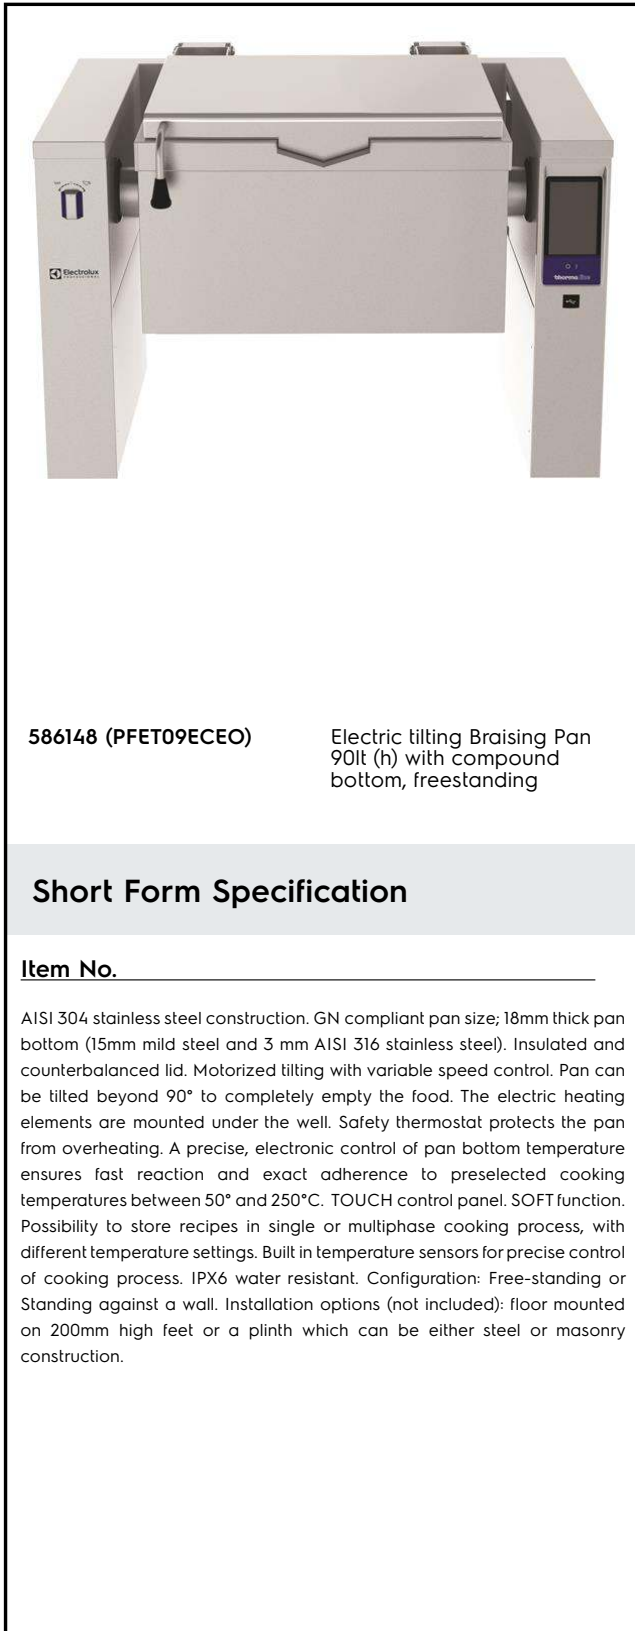 Electrolux
PROFESSIONAL
thermaline
586148 (PFET09ECEO)
Electric tilting Braising Pan
90lt (h) with compound
bottom, freestanding
Short Form Specification
Item No.
AISI 304 stainless steel construction. GN compliant pan size; 18mm thick pan
bottom (15mm mild steel and 3 mm AISI 316 stainless steel). Insulated and
counterbalanced lid. Motorized tilting with variable speed control. Pan can
be tilted beyond 90° to completely empty the food. The electric heating
elements are mounted under the well. Safety thermostat protects the pan
from overheating. A precise, electronic control of pan bottom temperature
ensures fast reaction and exact adherence to preselected cooking
temperatures between 50° and 250°C. TOUCH control panel. SOFT function.
Possibility to store recipes in single or multiphase cooking process, with
different temperature settings. Built in temperature sensors for precise control
of cooking process. IPX6 water resistant. Configuration: Free-standing or
Standing against a wall. Installation options (not included): floor mounted
on 200mm high feet or a plinth which can be either steel or masonry
construction.